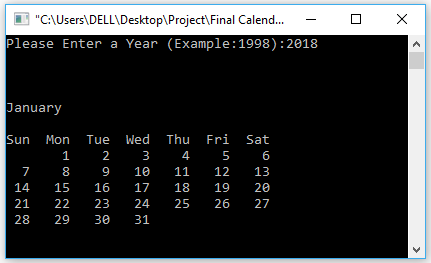 "C:\Users\DELL\Desktop\Project\Final Calend...
Please Enter a Year (Example:1998):2018
January
Sun Mon Tue Wed Thu Fri Sat
1 2 3 4 5 6
7 8 9 10 11 12 13
14 15 16 17 18 19 20
21 22 23 24 25 26 27
28 29 30 31